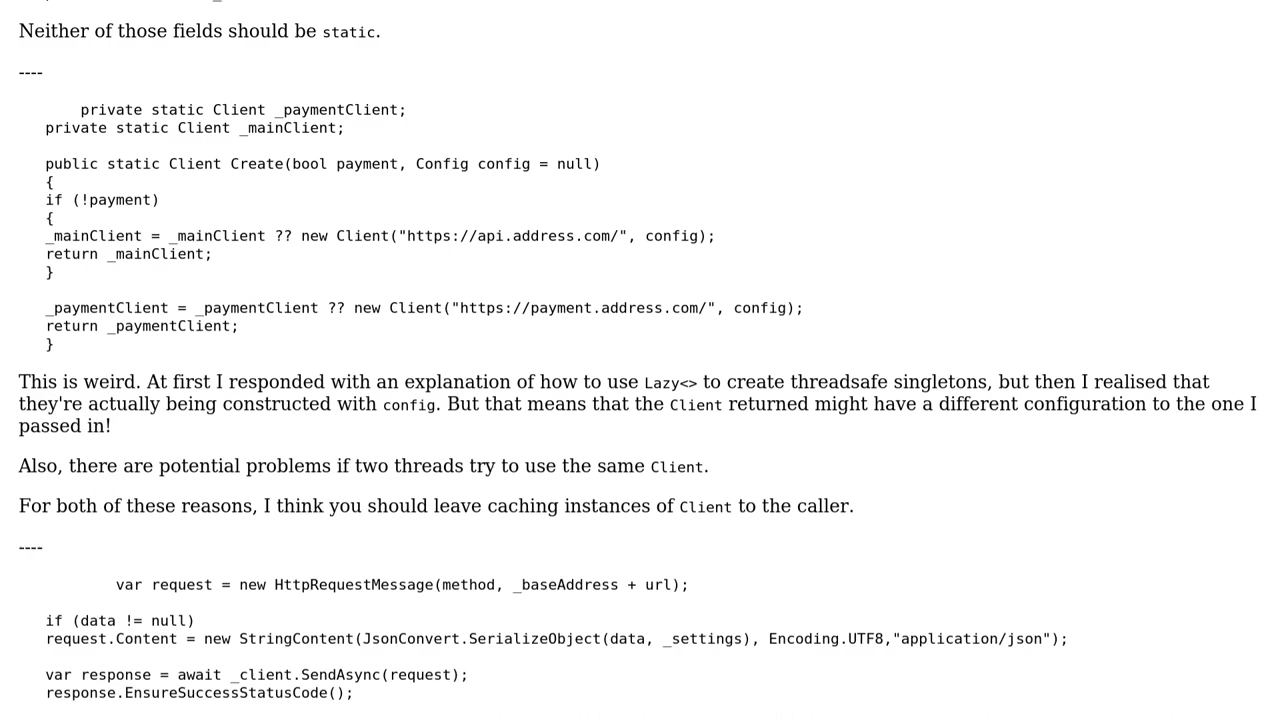 Neither of those fields should be static.
----
private static Client _paymentClient;
private static Client _mainClient;
public static Client Create(bool payment, Config config = null)
{
if (!payment)
{
_mainClient = _mainClient ?? new Client("https://api.address.com/", config);
return _mainClient;
}
_paymentClient = _paymentClient ?? new Client("https://payment.address.com/", config);
return _paymentClient;
}
This is weird. At first I responded with an explanation of how to use Lazy<> to create threadsafe singletons, but then I realised that
they're actually being constructed with config. But that means that the Client returned might have a different configuration to the one I
passed in!
Also, there are potential problems if two threads try to use the same Client.
For both of these reasons, I think you should leave caching instances of Client to the caller.
----
var request = new HttpRequestMessage(method, _baseAddress + url);
if (data != null)
request.Content = new StringContent(JsonConvert.SerializeObject(data, _settings), Encoding.UTF8,"application/json");
var response = await _client.SendAsync(request);
response.EnsureSuccessStatusCode();